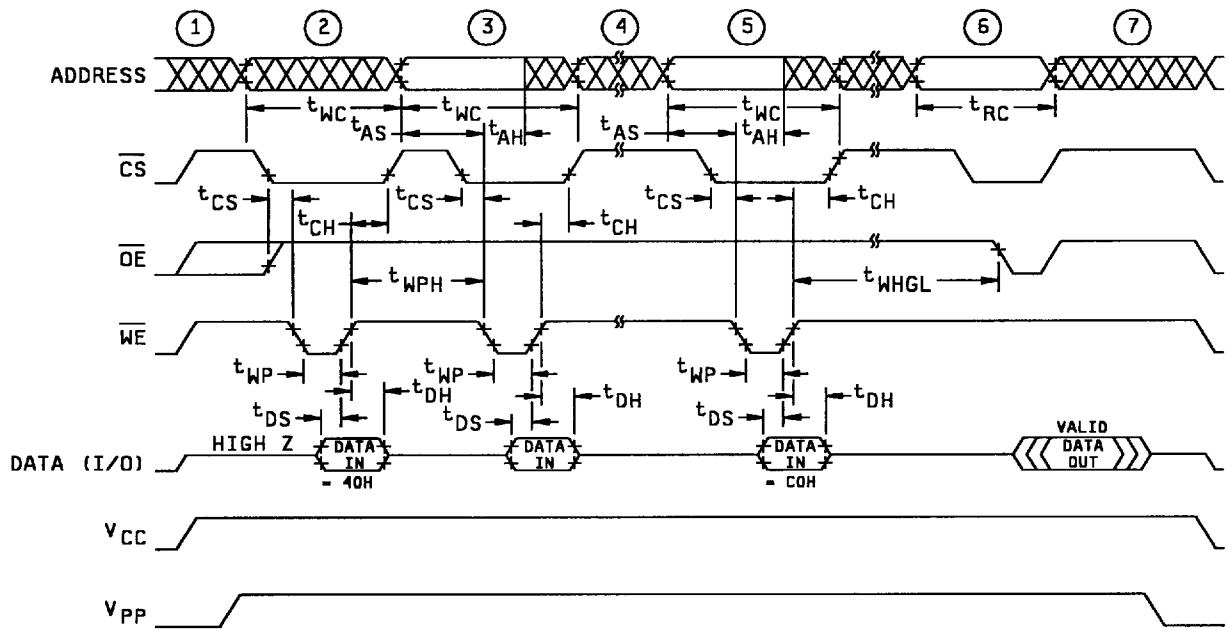 1 2 3 4 5 6 7
ADDRESS
tWC tWC tWC tRC
tAS tAH tAS tAH
CS
tCS tCS tCS tCH
tCH tCH
OE
tWPH tWHGL
WE
tWP tWP tWP
tDH tDH tDH
tDS tDS tDS
HIGH Z DATA IN DATA IN DATA IN VALID DATA OUT
DATA (I/O)
= 40H = C0H
VCC
VPP